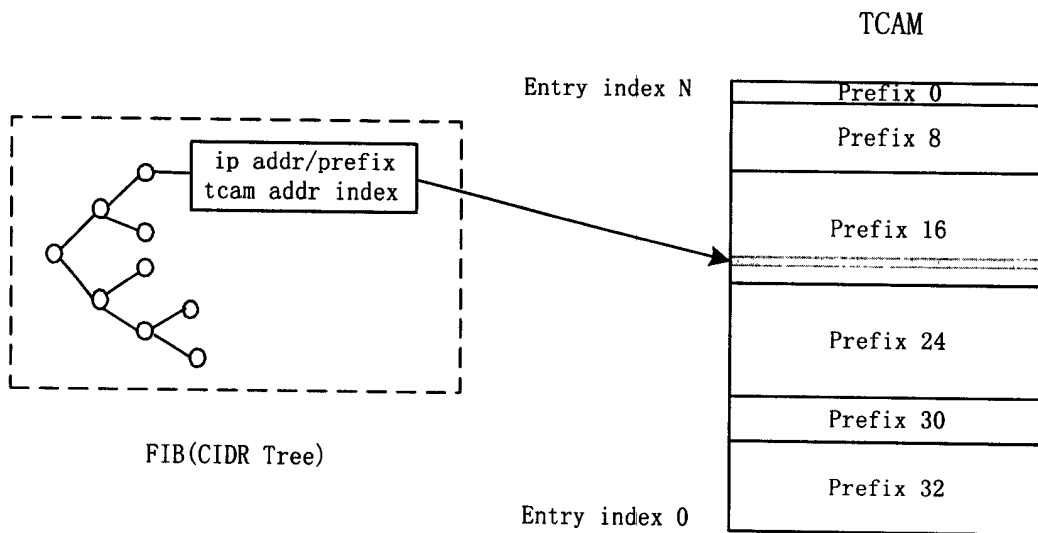 TCAM
Entry index N
Prefix 0
ip addr/prefix
tcam addr index
Prefix 8
Prefix 16
Prefix 24
Prefix 30
FIB(CIDR Tree)
Prefix 32
Entry index 0